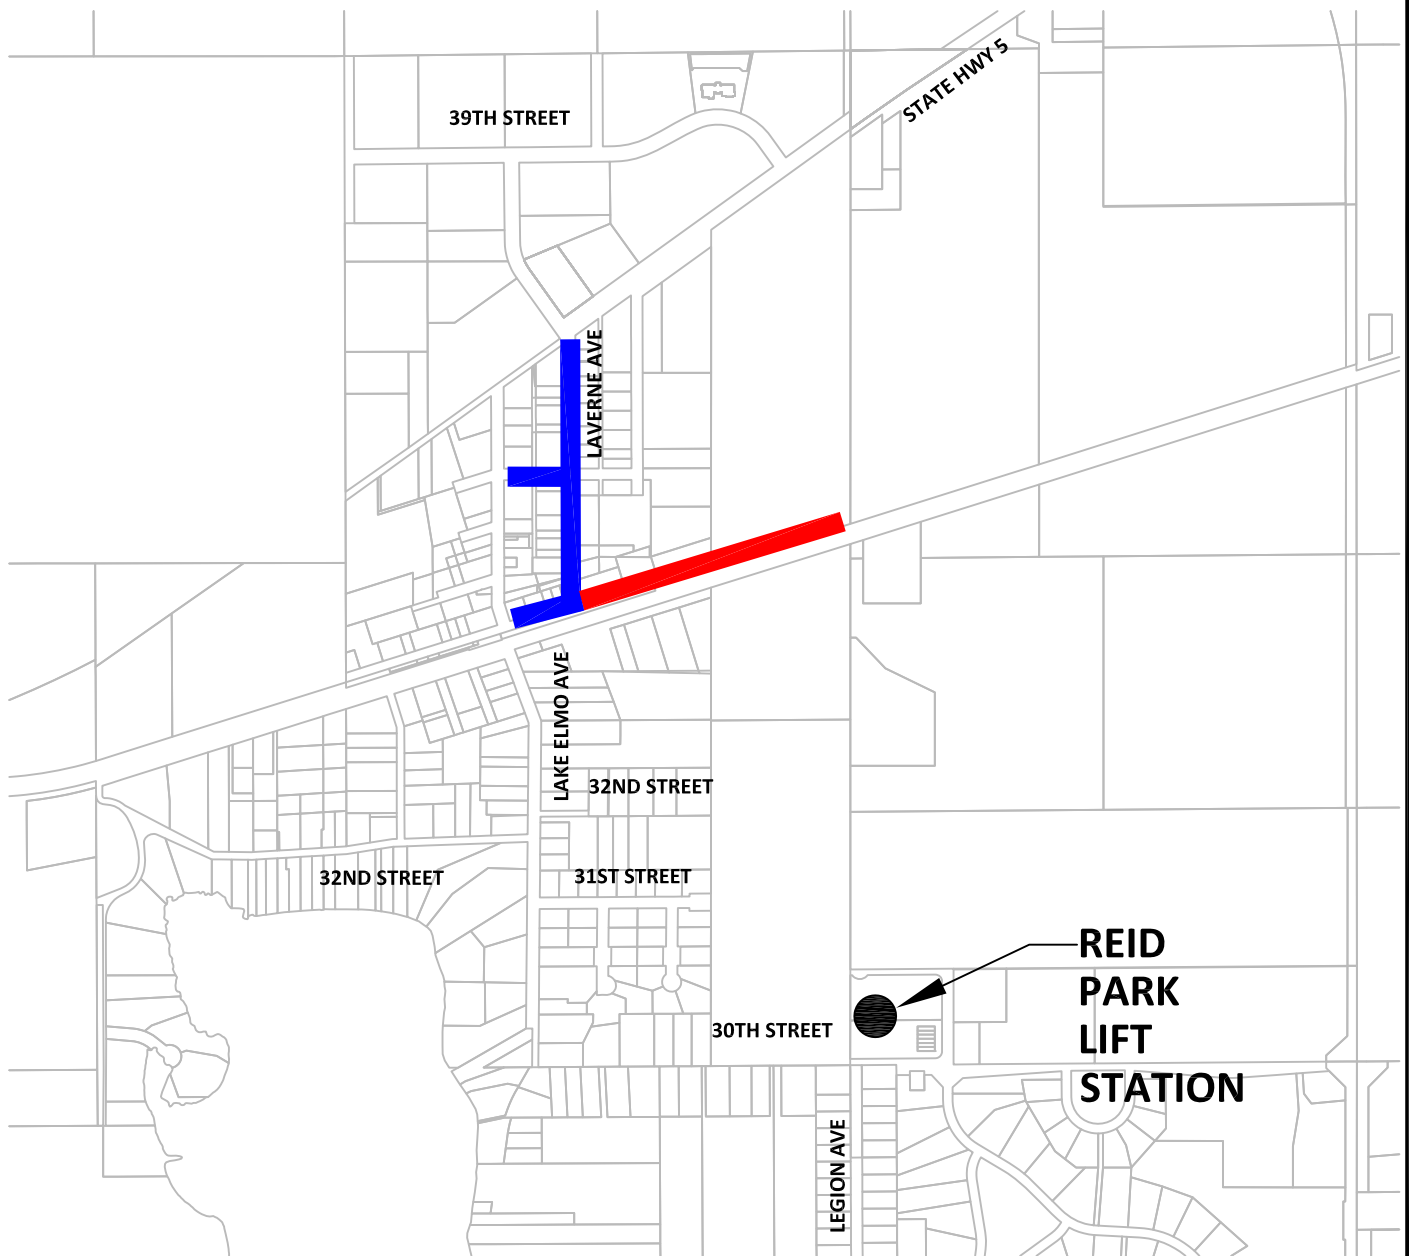 STATE HWY 5
39TH STREET
LAVERNE AVE
LAKE ELMO AVE
32ND STREET
32ND STREET
31ST STREET
REID
PARK
LIFT
STATION
30TH STREET
LEGION AVE